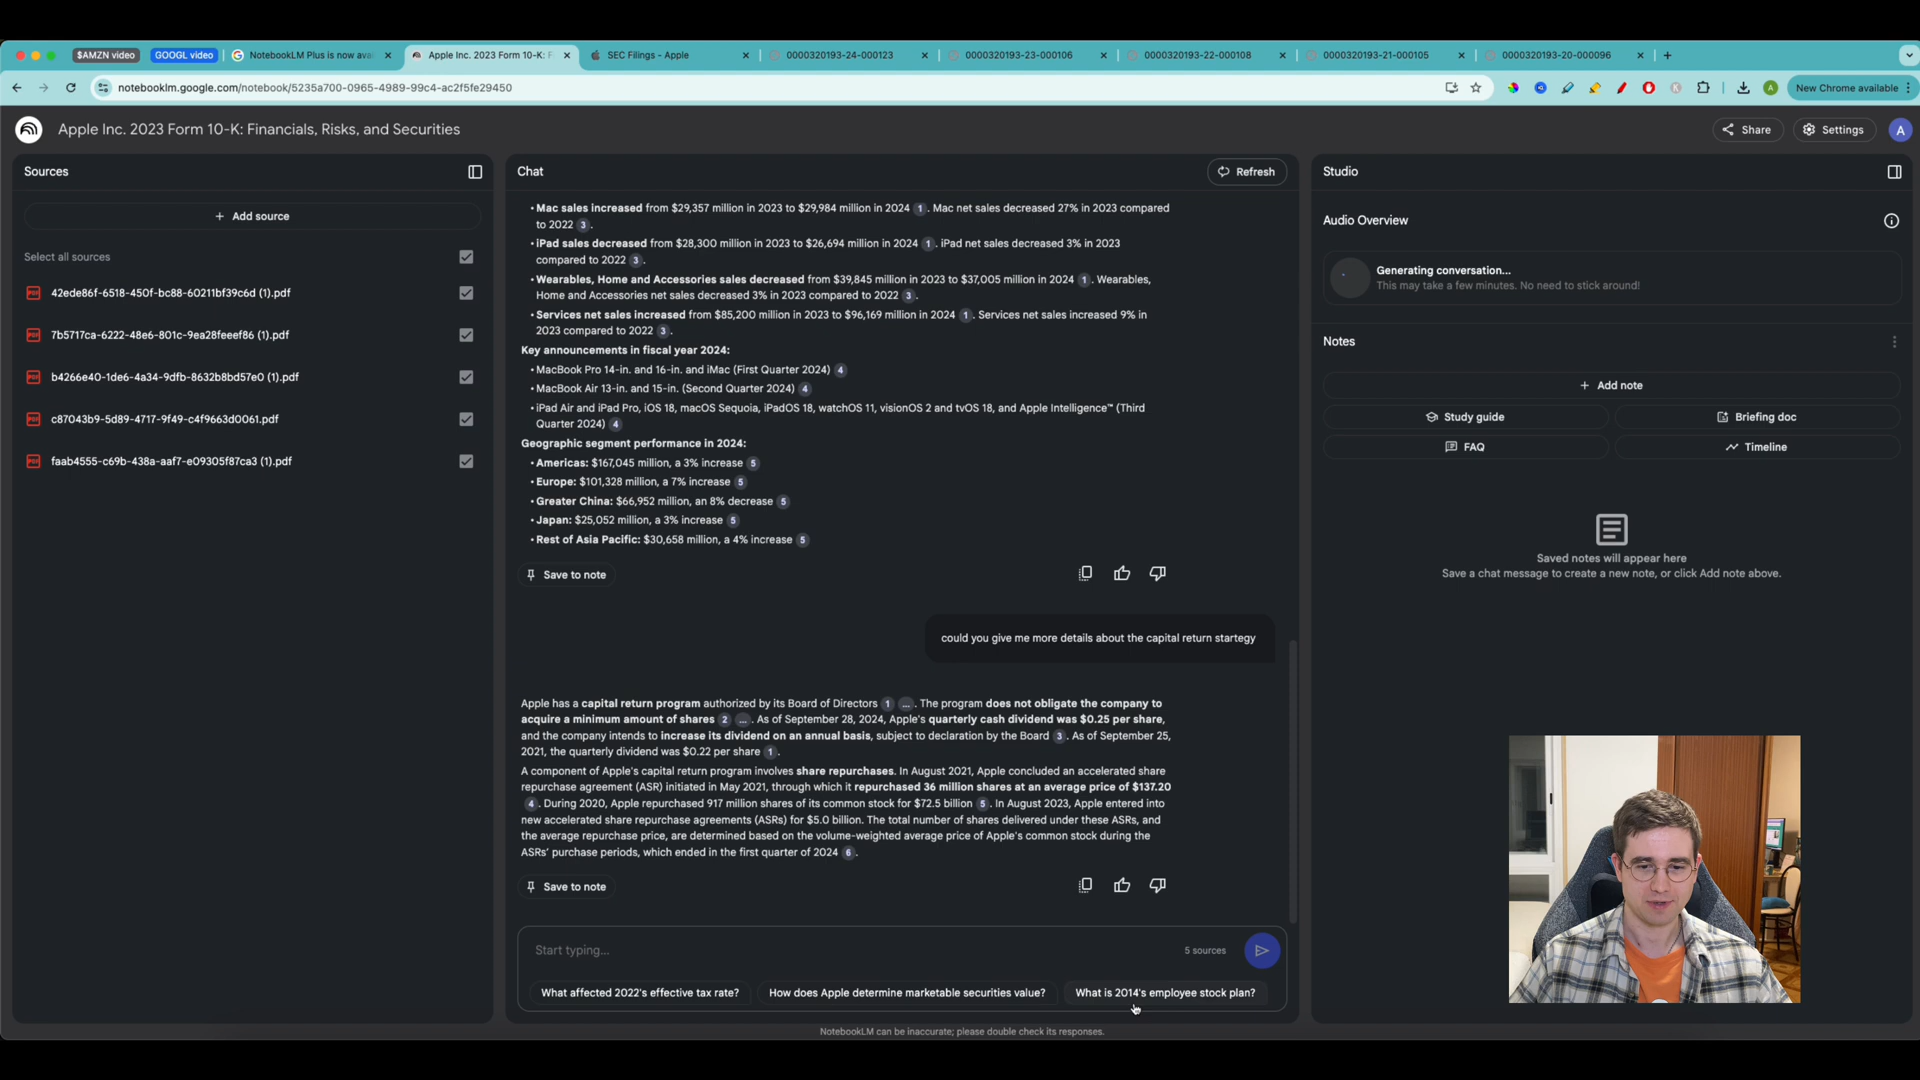 $AMZN video
GOOGL video
NotebookLM Plus is now avai
Apple Inc. 2023 Form 10-K: F
SEC Filings - Apple
0000320193-24-000123
0000320193-23-000106
0000320193-22-000108
0000320193-21-000105
0000320193-20-000096
notebooklm.google.com/notebook/5235a700-0965-4989-99c4-ac2f5fe29450
New Chrome available
Apple Inc. 2023 Form 10-K: Financials, Risks, and Securities
Share
Settings
A
Sources
Add source
Select all sources
42ede86f-6518-450f-bc88-60211bf39c6d (1).pdf
7b5717ca-6222-48e6-801c-9ea28feeef86 (1).pdf
b4266e40-1de6-4a34-9dfb-8632b8bd57e0 (1).pdf
c87043b9-5d89-4717-9f49-c4f9663d0061.pdf
faab4555-c69b-438a-aaf7-e09305f87ca3 (1).pdf
Chat
Refresh
• Mac sales increased from $29,357 million in 2023 to $29,984 million in 2024 1 . Mac net sales decreased 27% in 2023 compared
to 2022 3 .
• iPad sales decreased from $28,300 million in 2023 to $26,694 million in 2024 1 . iPad net sales decreased 3% in 2023
compared to 2022 3 .
• Wearables, Home and Accessories sales decreased from $39,845 million in 2023 to $37,005 million in 2024 1 . Wearables,
Home and Accessories net sales decreased 3% in 2023 compared to 2022 3 .
• Services net sales increased from $85,200 million in 2023 to $96,169 million in 2024 1 . Services net sales increased 9% in
2023 compared to 2022 3 .
Key announcements in fiscal year 2024:
• MacBook Pro 14-in. and 16-in. and iMac (First Quarter 2024) 4
• MacBook Air 13-in. and 15-in. (Second Quarter 2024) 4
• iPad Air and iPad Pro, iOS 18, macOS Sequoia, iPadOS 18, watchOS 11, visionOS 2 and tvOS 18, and Apple Intelligence™ (Third
Quarter 2024) 4
Geographic segment performance in 2024:
• Americas: $167,045 million, a 3% increase 5
• Europe: $101,328 million, a 7% increase 5
• Greater China: $66,952 million, an 8% decrease 5
• Japan: $25,052 million, a 3% increase 5
• Rest of Asia Pacific: $30,658 million, a 4% increase 5
Save to note
could you give me more details about the capital return startegy
Apple has a capital return program authorized by its Board of Directors 1 ... . The program does not obligate the company to
acquire a minimum amount of shares 2 ... . As of September 28, 2024, Apple's quarterly cash dividend was $0.25 per share,
and the company intends to increase its dividend on an annual basis, subject to declaration by the Board 3 . As of September 25,
2021, the quarterly dividend was $0.22 per share 1 .
A component of Apple's capital return program involves share repurchases. In August 2021, Apple concluded an accelerated share
repurchase agreement (ASR) initiated in May 2021, through which it repurchased 36 million shares at an average price of $137.20
4 . During 2020, Apple repurchased 917 million shares of its common stock for $72.5 billion 5 . In August 2023, Apple entered into
new accelerated share repurchase agreements (ASRs) for $5.0 billion. The total number of shares delivered under these ASRs, and
the average repurchase price, are determined based on the volume-weighted average price of Apple's common stock during the
ASRs' purchase periods, which ended in the first quarter of 2024 6 .
Save to note
Start typing...
5 sources
What affected 2022's effective tax rate?
How does Apple determine marketable securities value?
What is 2014's employee stock plan?
NotebookLM can be inaccurate; please double check its responses.
Studio
Audio Overview
Generating conversation...
This may take a few minutes. No need to stick around!
Notes
Add note
Study guide
Briefing doc
FAQ
Timeline
Saved notes will appear here
Save a chat message to create a new note, or click Add note above.